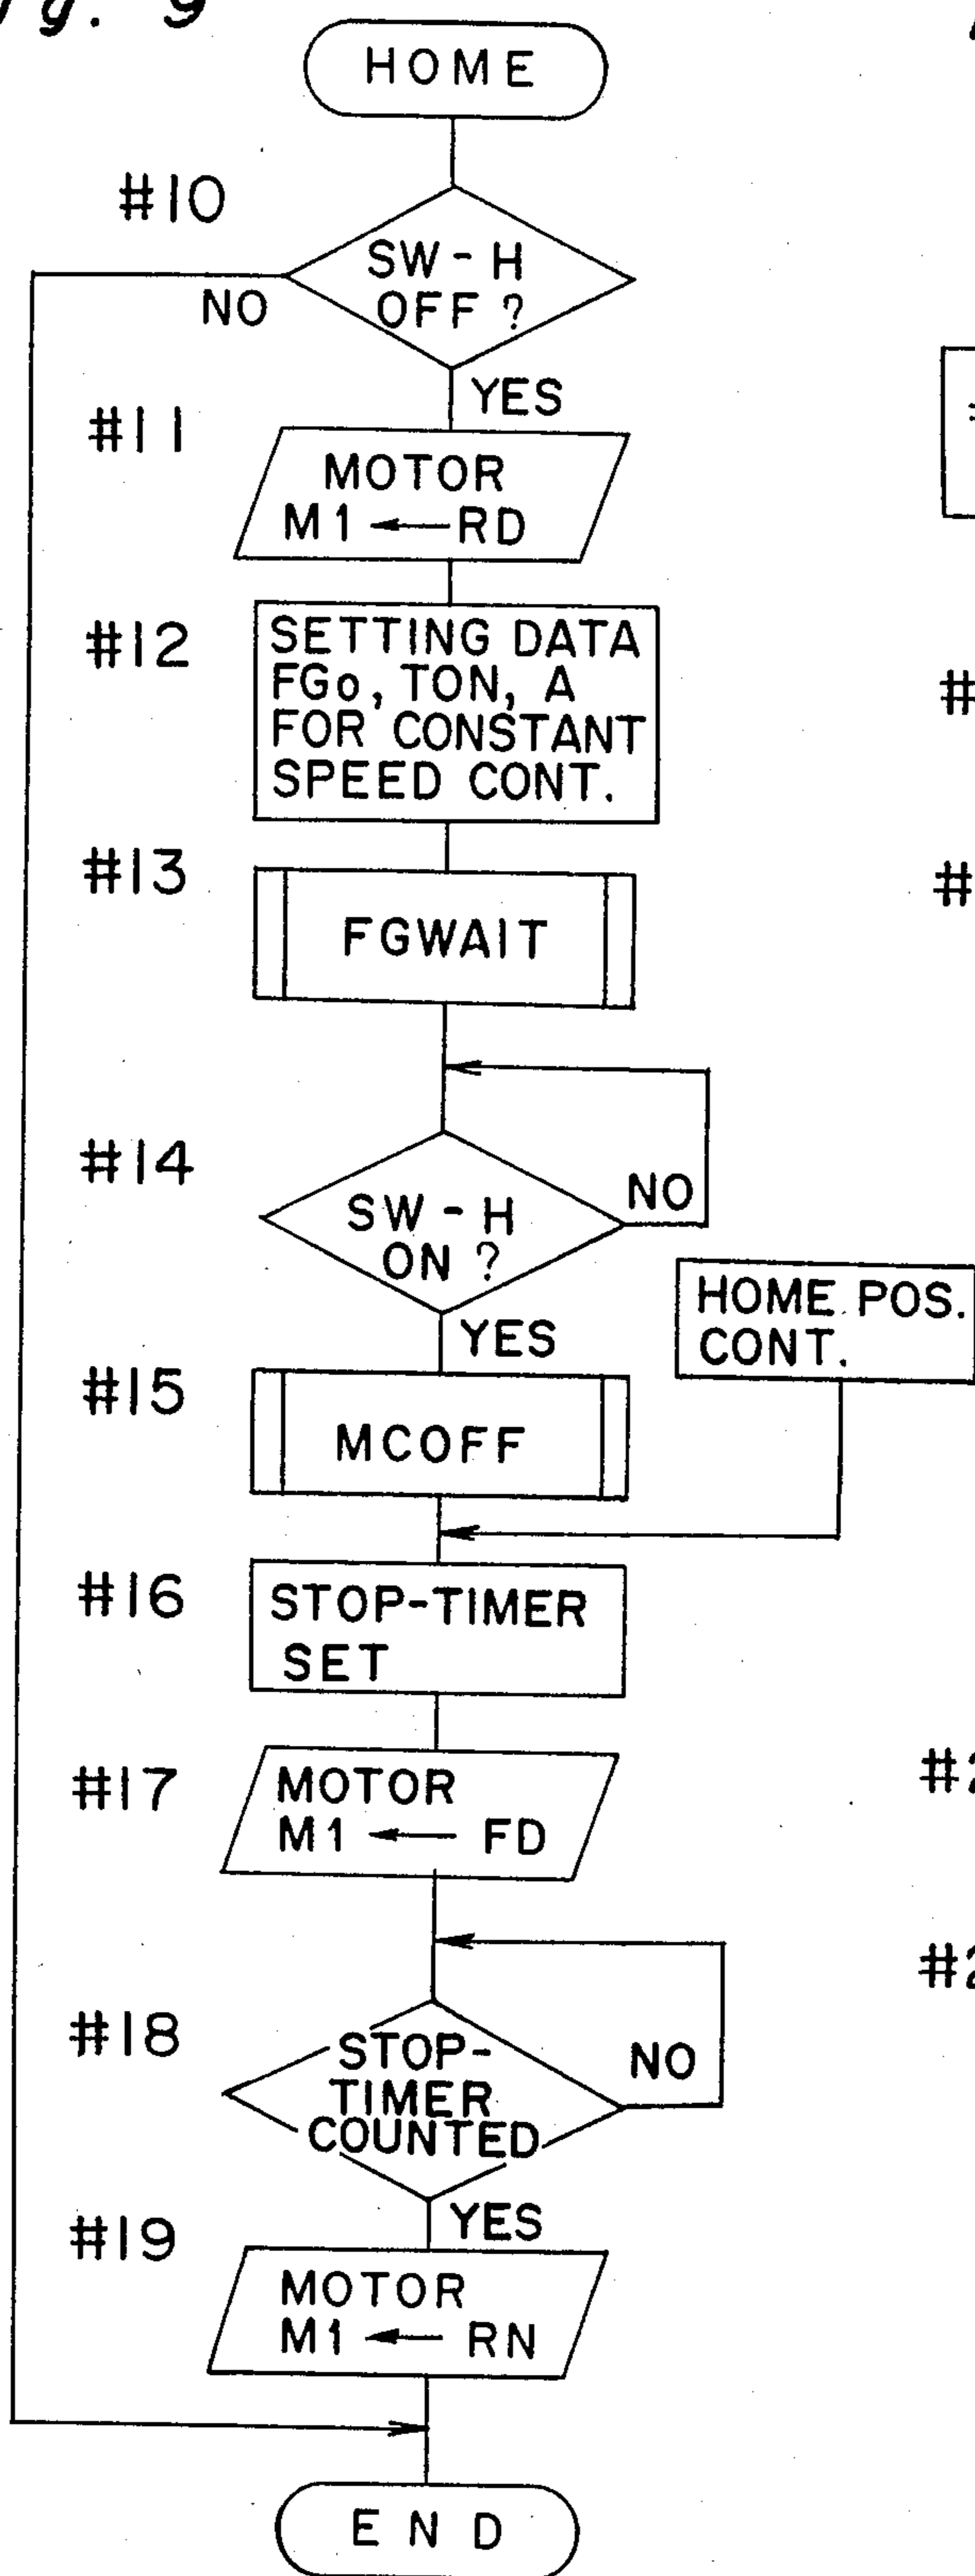 Fig. 9
HOME
#10
SW-H
OFF?
NO
YES
#11
MOTOR
M1 ← RD
#12
SETTING DATA
FGo, TON, A
FOR CONSTANT
SPEED CONT.
#13
FGWAIT
#14
SW-H
ON?
NO
YES
HOME POS.
CONT.
#15
MCOFF
#16
STOP-TIMER
SET
#17
MOTOR
M1 ← FD
#18
STOP-
TIMER
COUNTED
NO
YES
#19
MOTOR
M1 ← RN
END